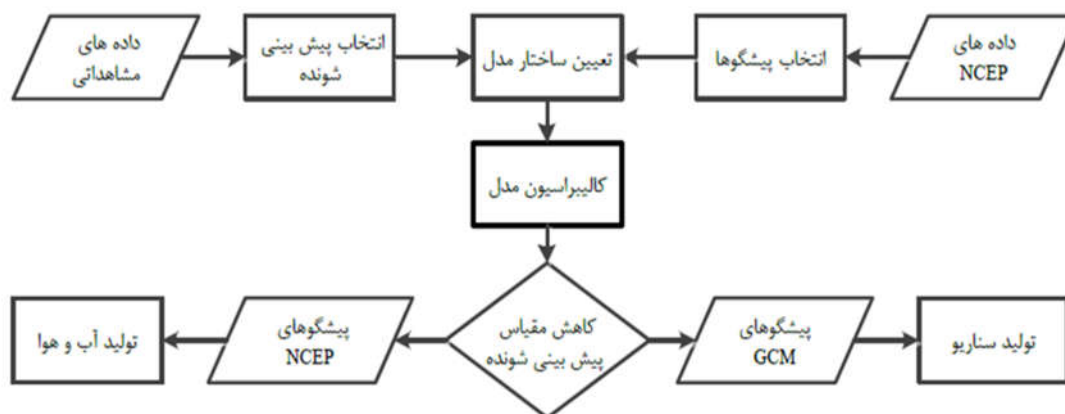 داده های
مشاهداتی
انتخاب پیش بینی
شونده
تعیین ساختار مدل
انتخاب پیشگوها
داده های
NCEP
کالیبراسیون مدل
تولید آب و هوا
پیشگوهای
NCEP
کاهش مقیاس
پیش بینی شونده
پیشگوهای
GCM
تولید سناریو